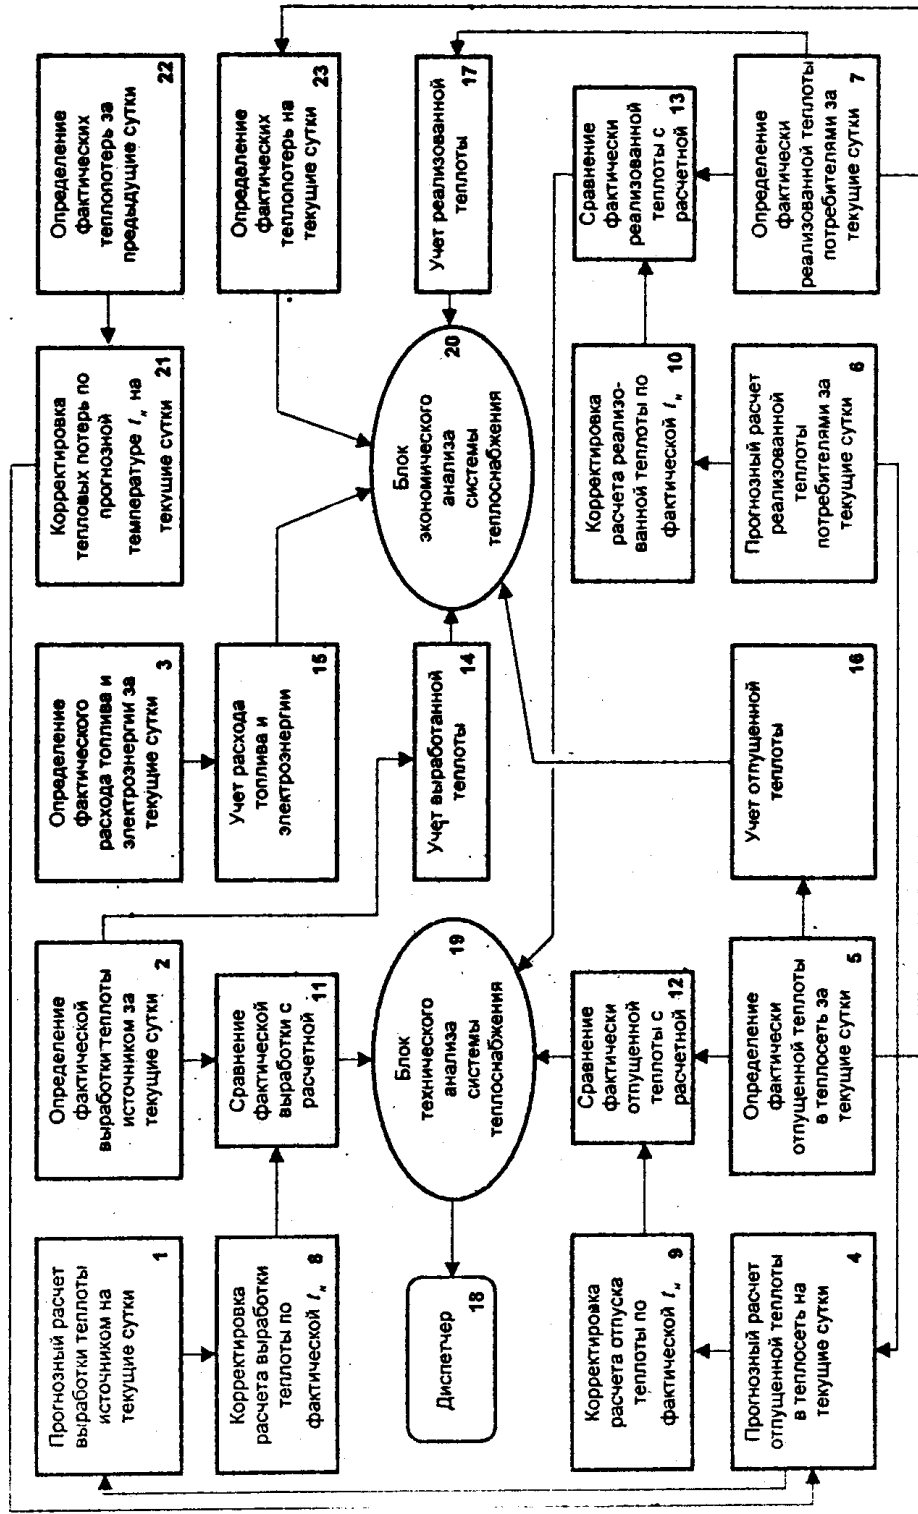 Прогнозный расчет
выработки теплоты
источником на
текущие сутки
1
Определение
фактической
выработки теплоты
источником за
текущие сутки
2
Определение
фактического
расхода топлива и
электроэнергии за
текущие сутки
3
Корректировка
тепловых потерь по
прогнозной
температуре tн на
текущие сутки
21
Определение
фактических
теплопотерь за
предыдущие сутки
22
Корректировка
расчета выработки
теплоты по
фактической tн
8
Сравнение
фактической
выработки с
расчетной
11
Учет расхода
топлива и
электроэнергии
15
Определение
фактических
теплопотерь на
текущие сутки
23
Диспетчер
18
Блок
технического
анализа
системы
теплоснабжения
19
Учет выработанной
теплоты
14
Блок
экономического
анализа
системы
теплоснабжения
20
Учет реализованной
теплоты
17
Корректировка
расчета отпуска
теплоты по
фактической tн
9
Сравнение
фактически
отпущенной
теплоты с
расчетной
12
Корректировка
расчета реализо-
ванной теплоты по
фактической tн
10
Сравнение
фактически
реализованной
теплоты с
расчетной
13
Прогнозный расчет
отпущенной теплоты
в теплосеть на
текущие сутки
4
Определение
фактически
отпущенной теплоты
в теплосеть за
текущие сутки
5
Учет отпущенной
теплоты
16
Прогнозный расчет
реализованной
теплоты
потребителями за
текущие сутки
6
Определение
фактически
реализованной теплоты
потребителями за
текущие сутки
7